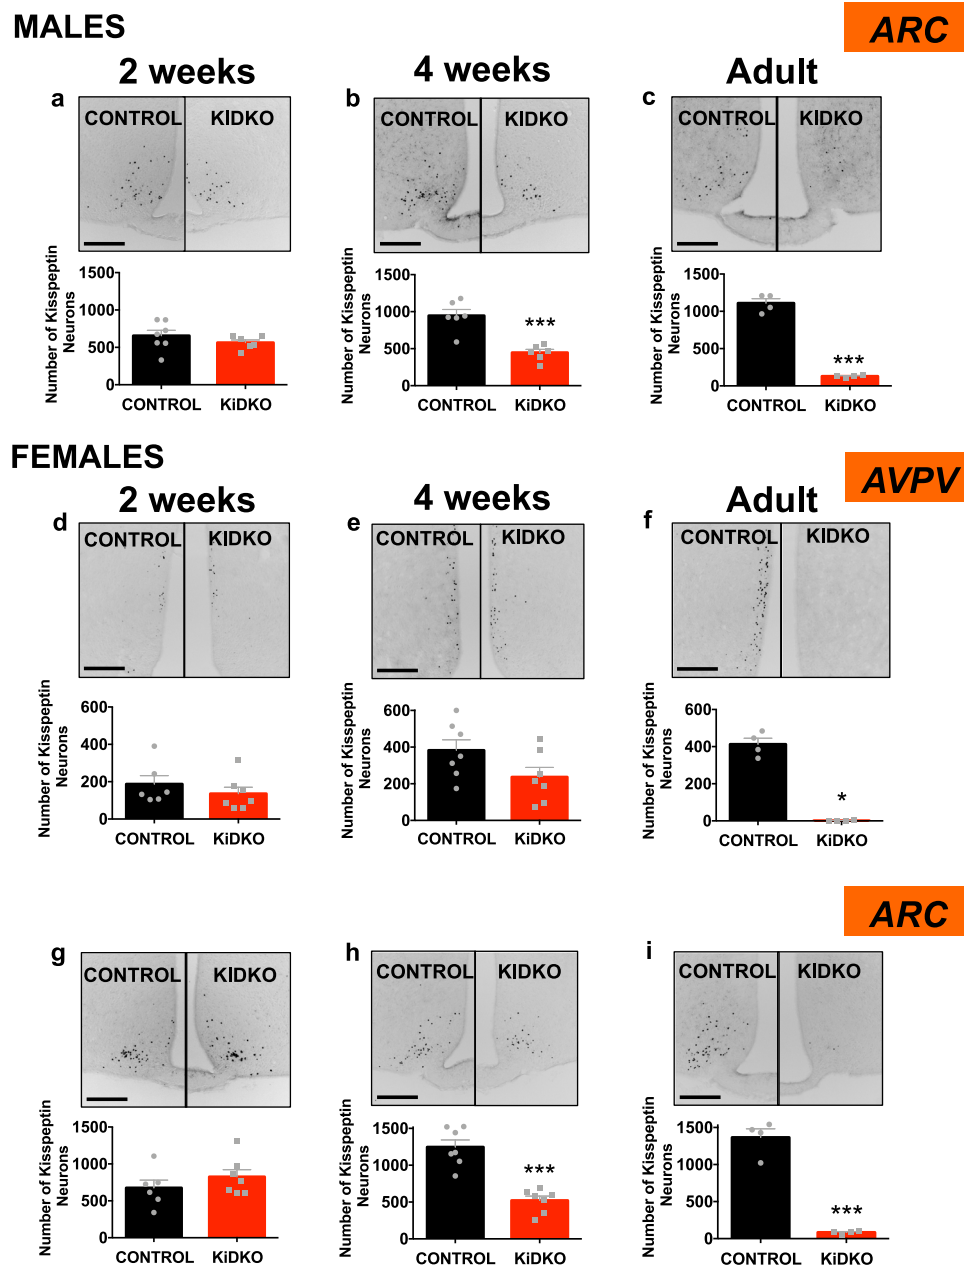 MALES
ARC
2 weeks
4 weeks
Adult
a
CONTROL
KIDKO
b
CONTROL
KIDKO
c
CONTROL
KIDKO
Number of Kisspeptin
Neurons
1500
1000
500
0
CONTROL
KiDKO
Number of Kisspeptin
Neurons
1500
1000
500
0
***
CONTROL
KiDKO
Number of Kisspeptin
Neurons
1500
1000
500
0
***
CONTROL
KiDKO
FEMALES
AVPV
2 weeks
4 weeks
Adult
d
CONTROL
KIDKO
e
CONTROL
KIDKO
f
CONTROL
KIDKO
Number of Kisspeptin
Neurons
600
400
200
0
CONTROL
KiDKO
Number of Kisspeptin
Neurons
600
400
200
0
CONTROL
KiDKO
Number of Kisspeptin
Neurons
600
400
200
0
*
CONTROL
KiDKO
ARC
g
CONTROL
KIDKO
h
CONTROL
KIDKO
i
CONTROL
KIDKO
Number of Kisspeptin
Neurons
1500
1000
500
0
CONTROL
KiDKO
Number of Kisspeptin
Neurons
1500
1000
500
0
***
CONTROL
KiDKO
Number of Kisspeptin
Neurons
1500
1000
500
0
***
CONTROL
KiDKO